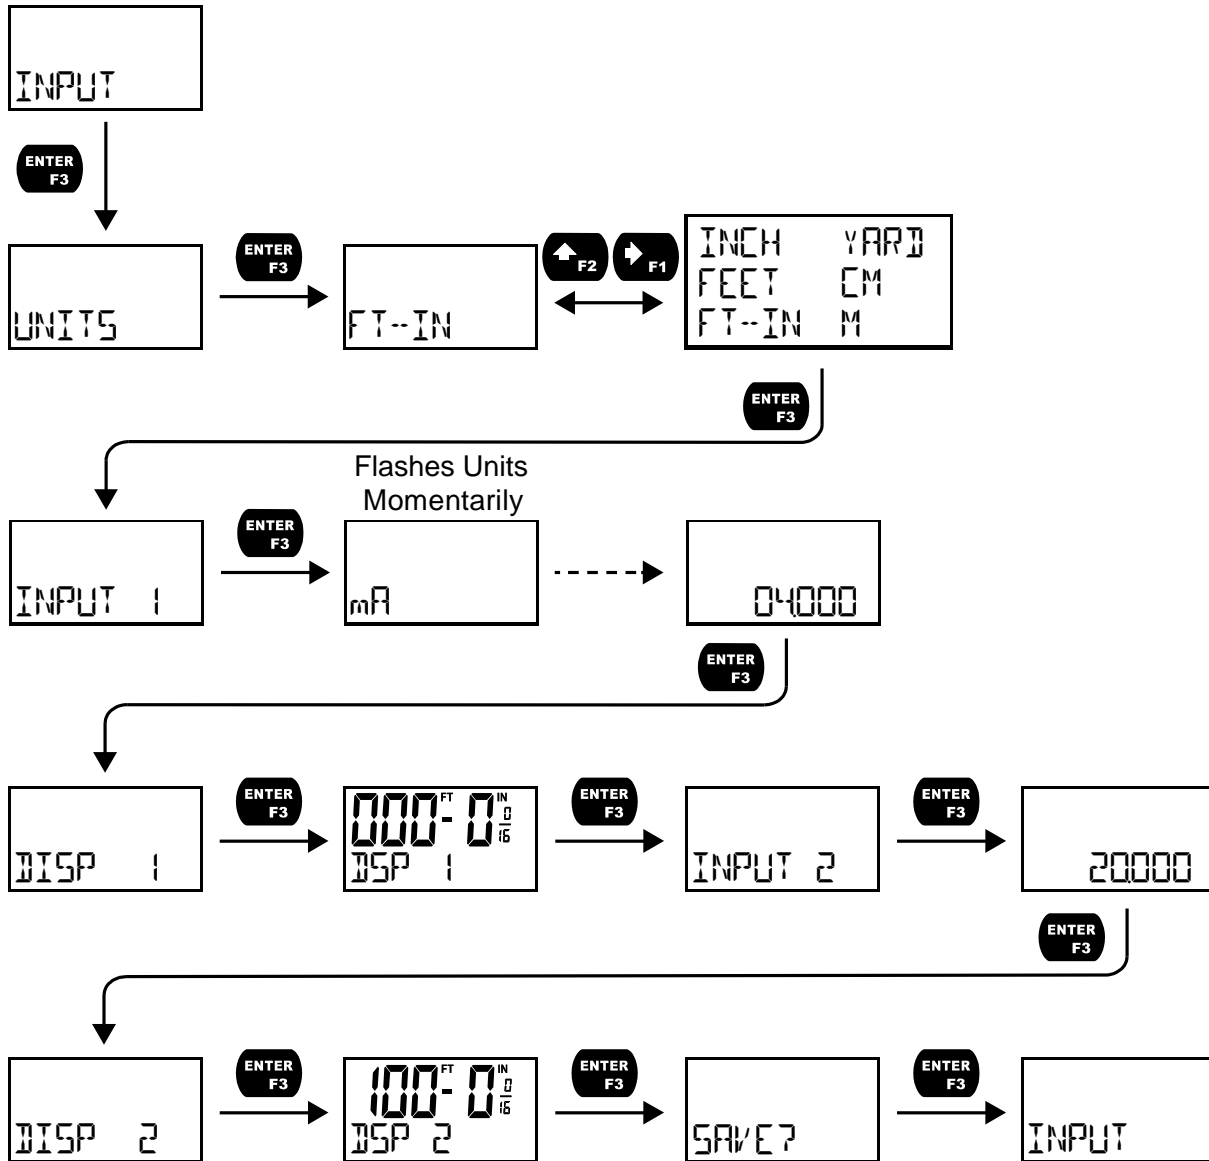 INPUT
ENTER
F3
UNITS
ENTER
F3
FT--IN
F2
F1
INCH YARD
FEET CM
FT--IN M
ENTER
F3
INPUT 1
ENTER
F3
Flashes Units
Momentarily
mA
04.000
ENTER
F3
DISP 1
ENTER
F3
000 FT - 0 IN 0/16
DSP 1
ENTER
F3
INPUT 2
ENTER
F3
20.000
ENTER
F3
DISP 2
ENTER
F3
100 FT - 0 IN 0/16
DSP 2
ENTER
F3
SAVE?
ENTER
F3
INPUT